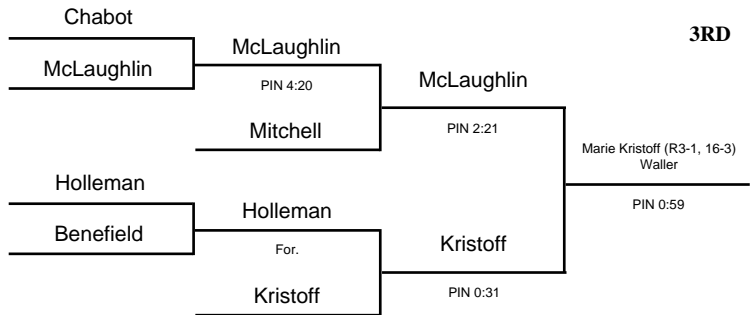 Chabot
3RD
McLaughlin
McLaughlin
PIN 4:20
McLaughlin
Mitchell
PIN 2:21
Marie Kristoff (R3-1, 16-3)
Waller
Holleman
PIN 0:59
Holleman
Benefield
For.
Kristoff
Kristoff
PIN 0:31